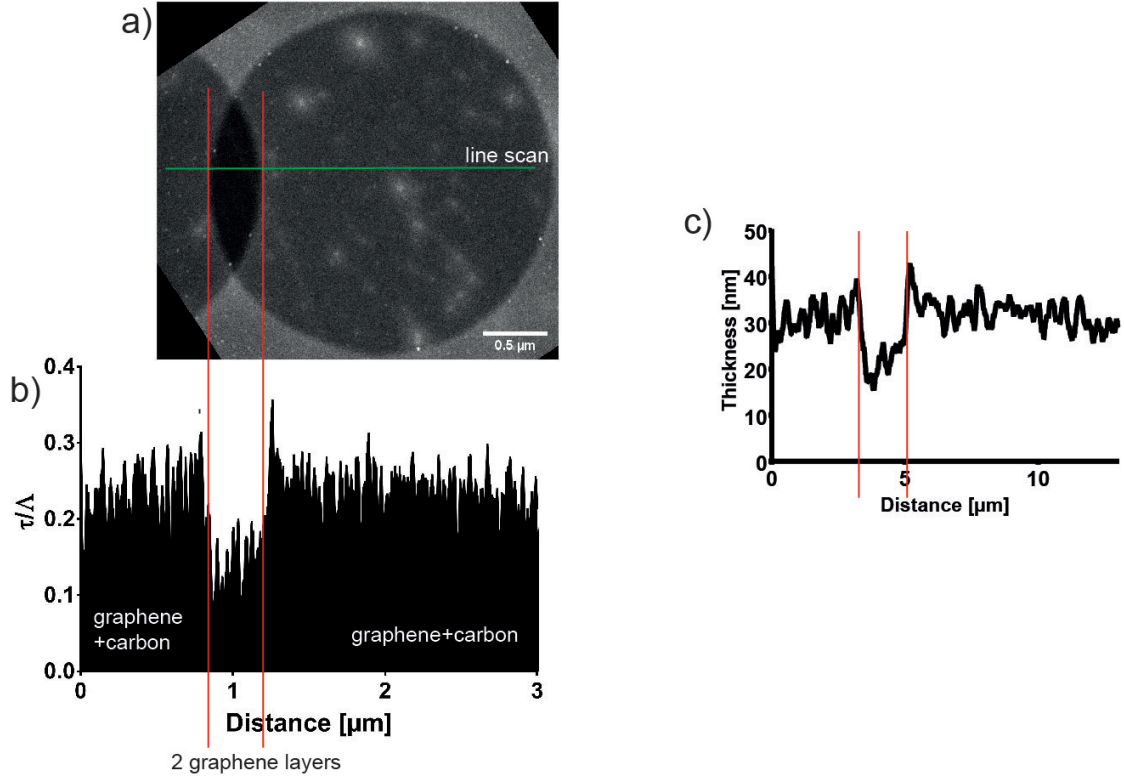 a)
line scan
0.5 µm
b)
0.4
0.3
0.2
0.1
0.0
τ/Λ
graphene
+carbon
graphene+carbon
0
1
2
3
Distance [µm]
2 graphene layers
c)
50
40
30
20
10
0
Thickness [nm]
0
5
10
Distance [µm]